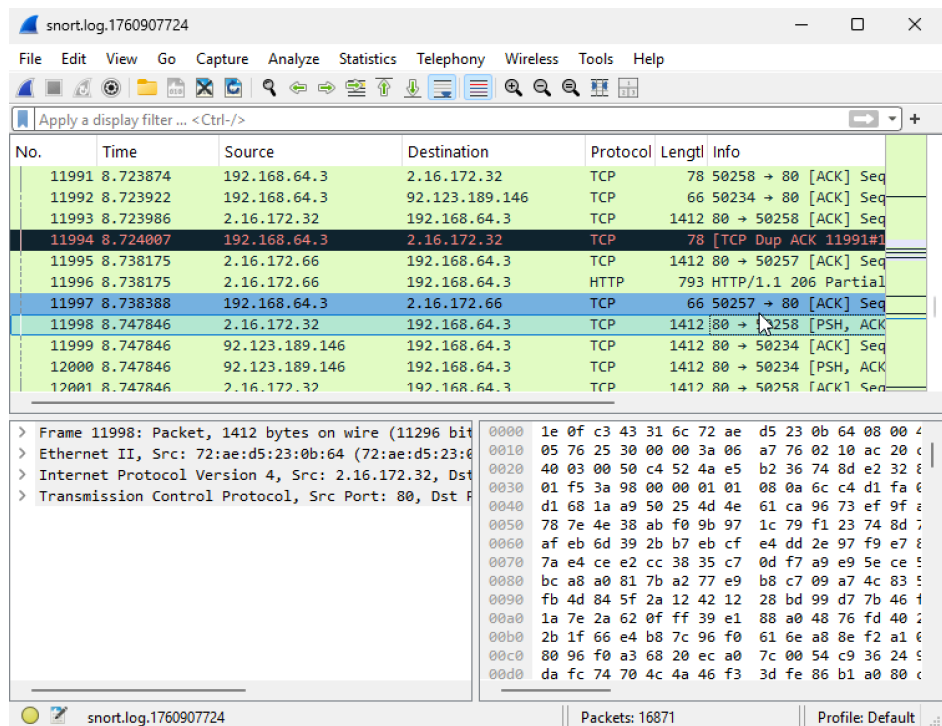 snort.log.1760907724
File Edit View Go Capture Analyze Statistics Telephony Wireless Tools Help
Apply a display filter ... <Ctrl-/>
No. Time Source Destination Protocol Lengtl Info
11991 8.723874 192.168.64.3 2.16.172.32 TCP 78 50258 → 80 [ACK] Seq
11992 8.723922 192.168.64.3 92.123.189.146 TCP 66 50234 → 80 [ACK] Seq
11993 8.723986 2.16.172.32 192.168.64.3 TCP 1412 80 → 50258 [ACK] Seq
11994 8.724007 192.168.64.3 2.16.172.32 TCP 78 [TCP Dup ACK 11991#1
11995 8.738175 2.16.172.66 192.168.64.3 TCP 1412 80 → 50257 [ACK] Seq
11996 8.738175 2.16.172.66 192.168.64.3 HTTP 793 HTTP/1.1 206 Partial
11997 8.738388 192.168.64.3 2.16.172.66 TCP 66 50257 → 80 [ACK] Seq
11998 8.747846 2.16.172.32 192.168.64.3 TCP 1412 80 → 50258 [PSH, ACK
11999 8.747846 92.123.189.146 192.168.64.3 TCP 1412 80 → 50234 [ACK] Seq
12000 8.747846 92.123.189.146 192.168.64.3 TCP 1412 80 → 50234 [PSH, ACK
12001 8.747846 2.16.172.32 192.168.64.3 TCP 1412 80 → 50258 [ACK] Seq
Frame 11998: Packet, 1412 bytes on wire (11296 bit
Ethernet II, Src: 72:ae:d5:23:0b:64 (72:ae:d5:23:0
Internet Protocol Version 4, Src: 2.16.172.32, Dst
Transmission Control Protocol, Src Port: 80, Dst P
0000 1e 0f c3 43 31 6c 72 ae d5 23 0b 64 08 00 4
0010 05 76 25 30 00 00 3a 06 a7 76 02 10 ac 20 c
0020 40 03 00 50 c4 52 4a e5 b2 36 74 8d e2 32 8
0030 01 f5 3a 98 00 00 01 01 08 0a 6c c4 d1 fa 0
0040 d1 68 1a a9 50 25 4d 4e 61 ca 96 73 ef 9f a
0050 78 7e 4e 38 ab f0 9b 97 1c 79 f1 23 74 8d 7
0060 af eb 6d 39 2b b7 eb cf e4 dd 2e 97 f9 e7 8
0070 7a e4 ce e2 cc 38 35 c7 0d f7 a9 e9 5e ce 5
0080 bc a8 a0 81 7b a2 77 e9 b8 c7 09 a7 4c 83 5
0090 fb 4d 84 5f 2a 12 42 12 28 bd 99 d7 7b 46 f
00a0 1a 7e 2a 62 0f ff 39 e1 88 a0 48 76 fd 40 2
00b0 2b 1f 66 e4 b8 7c 96 f0 61 6e a8 8e f2 a1 0
00c0 80 96 f0 a3 68 20 ec a0 7c 00 54 c9 36 24 9
00d0 da fc 74 70 4c 4a 46 f3 3d fe 86 b1 a0 80 c
snort.log.1760907724 Packets: 16871 Profile: Default